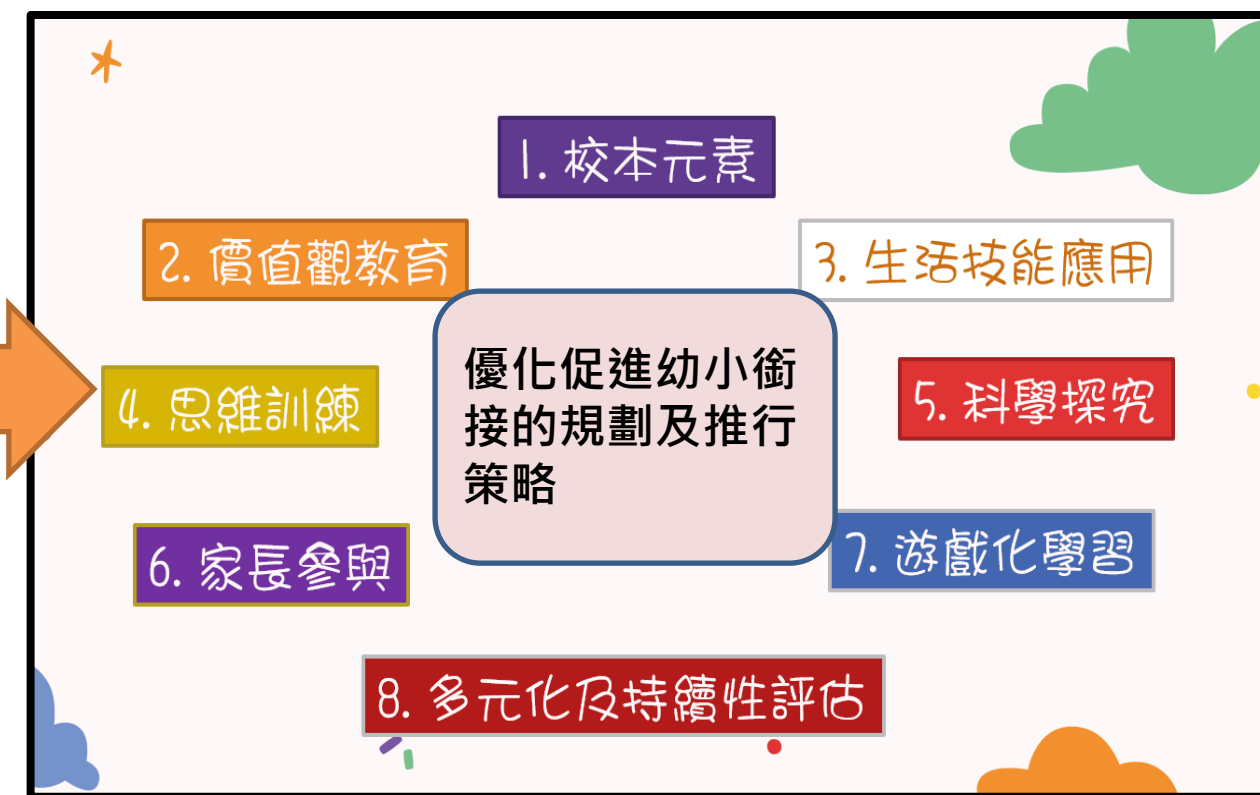 1. 校本元素
2. 價值觀教育
3. 生活技能應用
優化促進幼小銜
接的規劃及推行
策略
4. 思維訓練
5. 科學探究
6. 家長參與
7. 遊戲化學習
8. 多元化及持續性評估